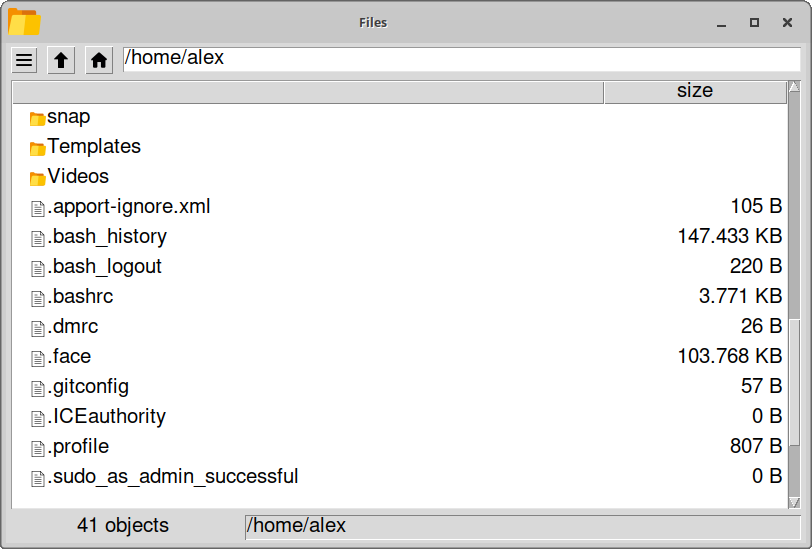 Files
/home/alex
size
snap
Templates
Videos
.apport-ignore.xml 105 B
.bash_history 147.433 KB
.bash_logout 220 B
.bashrc 3.771 KB
.dmrc 26 B
.face 103.768 KB
.gitconfig 57 B
.ICEauthority 0 B
.profile 807 B
.sudo_as_admin_successful 0 B
41 objects /home/alex